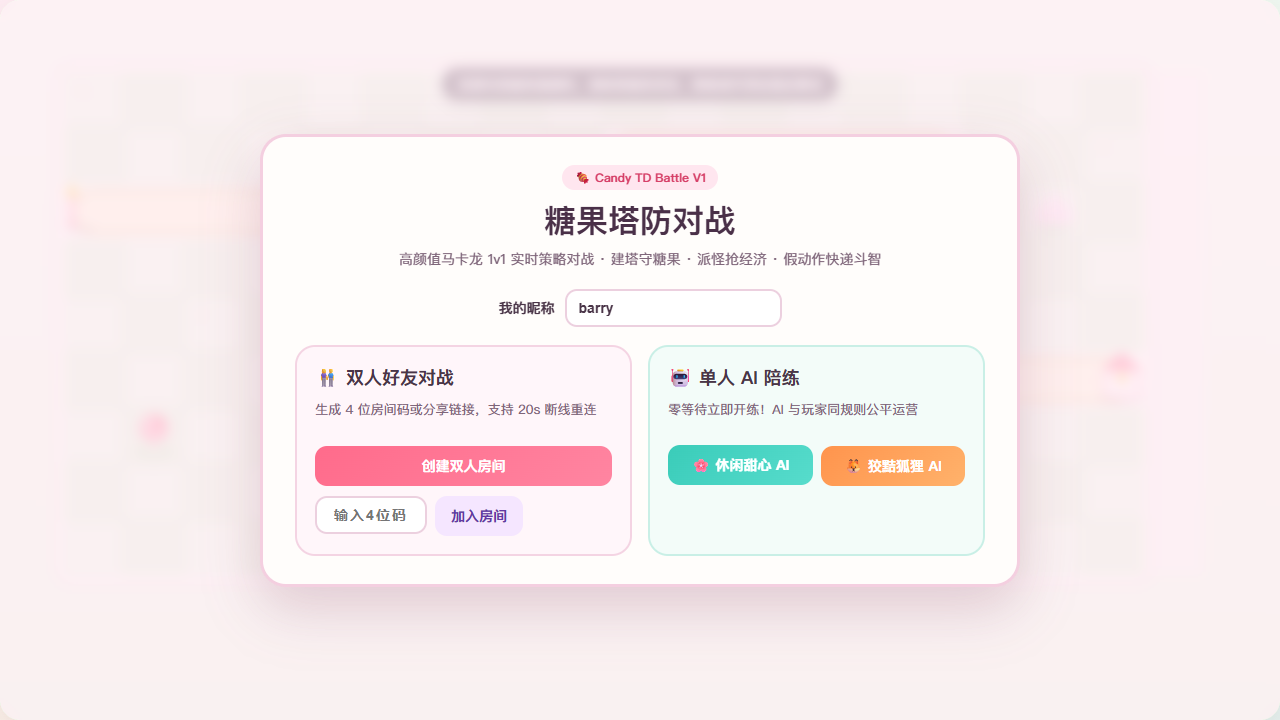 Candy TD Battle V1
糖果塔防对战
高颜值马卡龙 1v1 实时策略对战 · 建塔守糖果 · 派怪抢经济 · 假动作快递斗智
我的昵称 barry
双人好友对战
生成 4 位房间码或分享链接，支持 20s 断线重连
创建双人房间
输入4位码 加入房间
单人 AI 陪练
零等待立即开练！AI 与玩家同规则公平运营
休闲甜心 AI 狡黠狐狸 AI